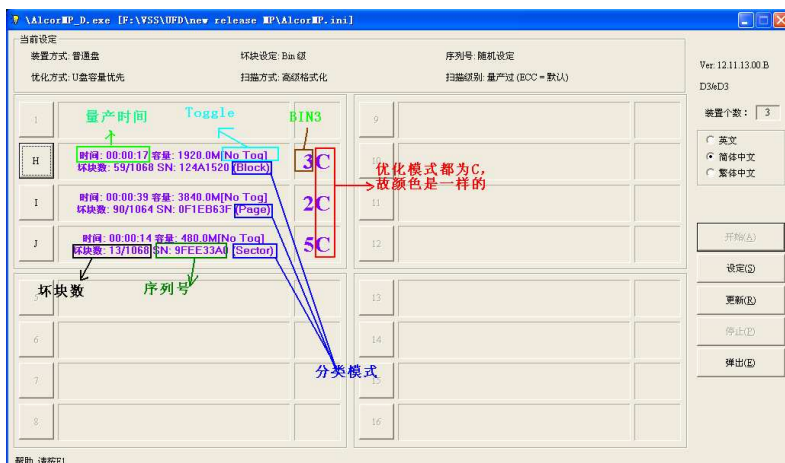 \AlcorMP_D.exe [F:\VSS\UFD\new release MP\AlcorMP.ini]
当前设定
装置方式: 普通盘 坏块设定: Bin 级 序列号: 随机设定
优化方式: U盘容量优先 扫描方式: 高级格式化 扫描级别: 量产过 (ECC = 默认)
Ver: 12.11.13.00.B
D3/eD3
装置个数: 3
英文
简体中文
繁体中文
开始(A)
设定(S)
更新(R)
停止(P)
弹出(E)
1
量产时间 Toggle BIN3
H
时间: 00:00:17 容量: 1920.0M[No Tog]
坏块数: 59/1068 SN: 124A1520 (Block)
3C
I
时间: 00:00:39 容量: 3840.0M[No Tog]
坏块数: 90/1064 SN: 0F1EB63F (Page)
2C
J
时间: 00:00:14 容量: 480.0M[No Tog]
坏块数: 13/1068 SN: 9FEE33A0 (Sector)
5C
坏块数 序列号
6
7
8
9
优化模式都为C,
故颜色是一样的
11
12
13
14
分类模式
15
16
帮助, 请按F1